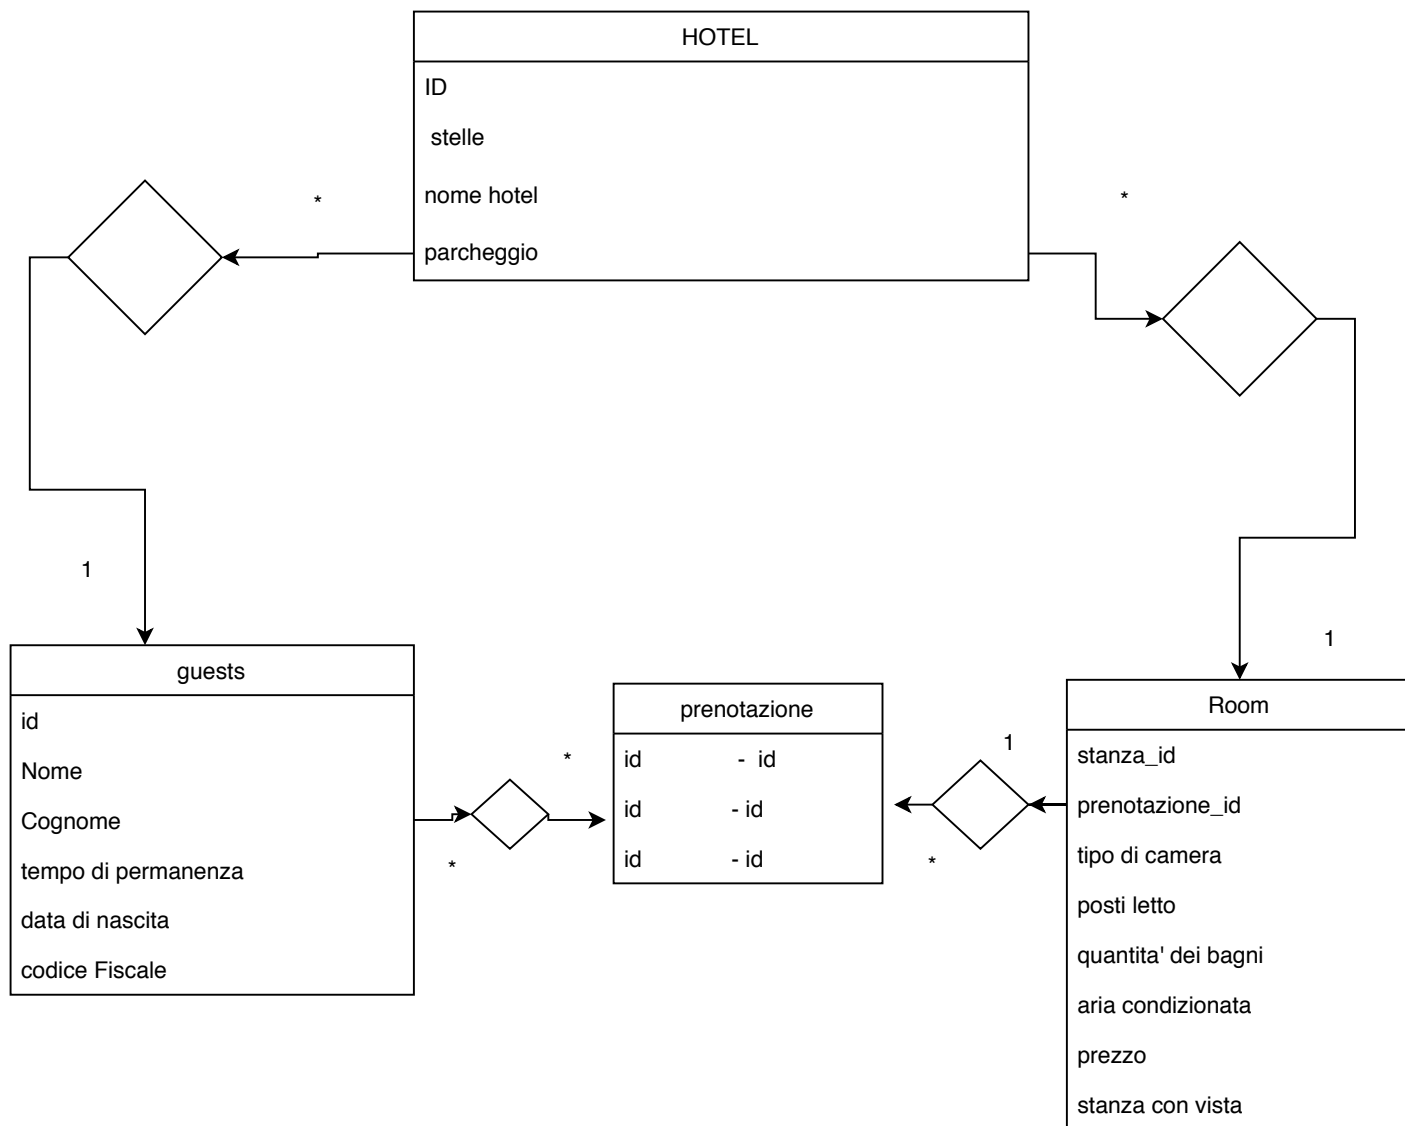 HOTEL
ID
stelle
nome hotel
parcheggio
*
*
1
1
guests
id
Nome
Cognome
tempo di permanenza
data di nascita
codice Fiscale
*
*
prenotazione
id - id
id - id
id - id
1
*
Room
stanza_id
prenotazione_id
tipo di camera
posti letto
quantita' dei bagni
aria condizionata
prezzo
stanza con vista